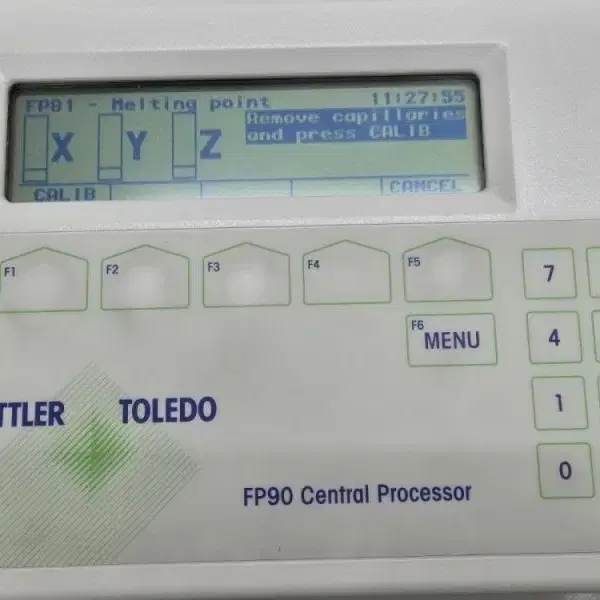 FP81 - Melting point 11:27:55
Remove capillaries
and press CALIB
X Y Z
CALIB CANCEL
F1 F2 F3 F4 F5
7
F6
MENU
4
TTLER TOLEDO
1
0
FP90 Central Processor